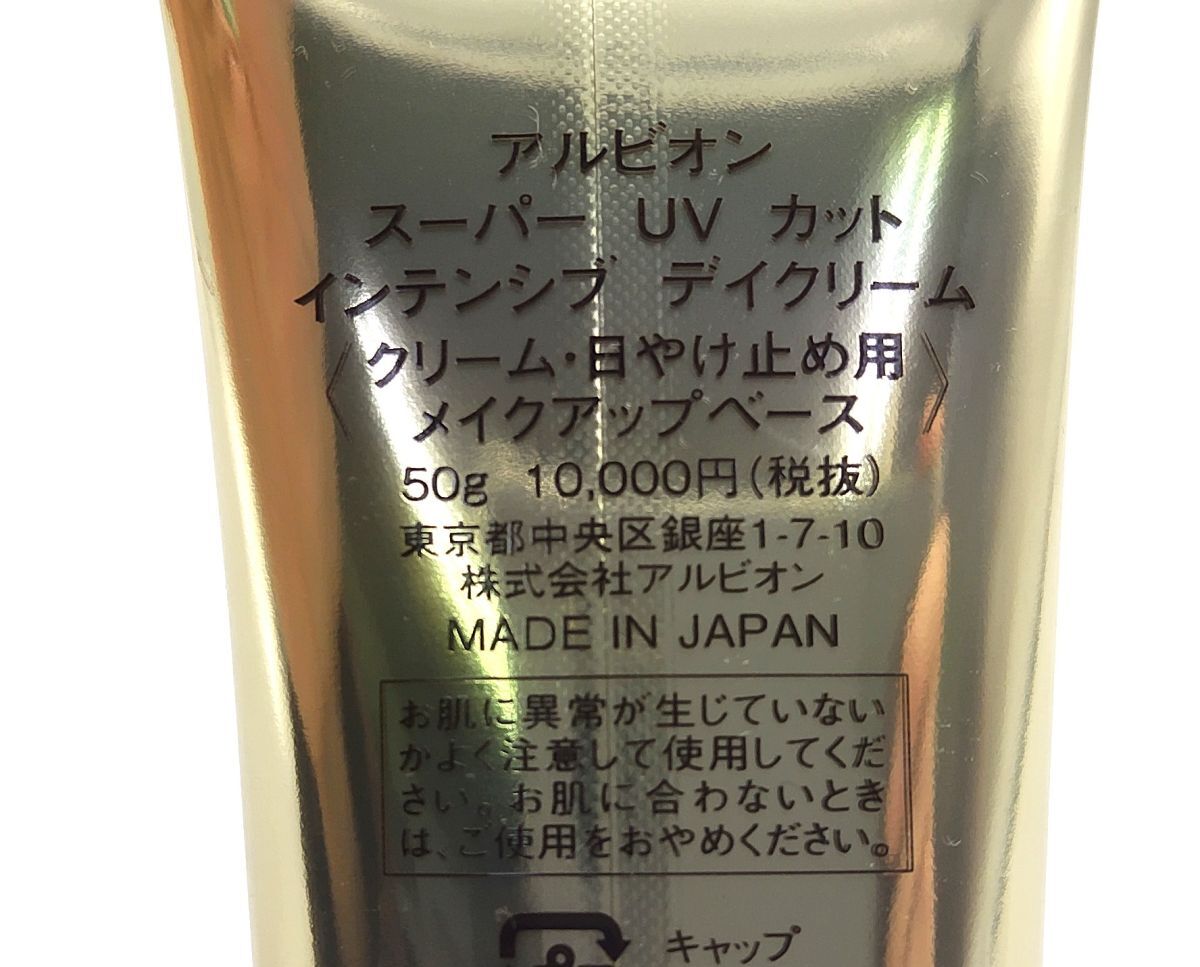 アルビオン
スーパー UV カット
インテンシブ デイクリーム
《クリーム・日やけ止め用
メイクアップベース》
50g 10,000円(税抜)
東京都中央区銀座1-7-10
株式会社アルビオン
MADE IN JAPAN
お肌に異常が生じていない
かよく注意して使用してくだ
さい。お肌に合わないとき
は、ご使用をおやめください。
キャップ